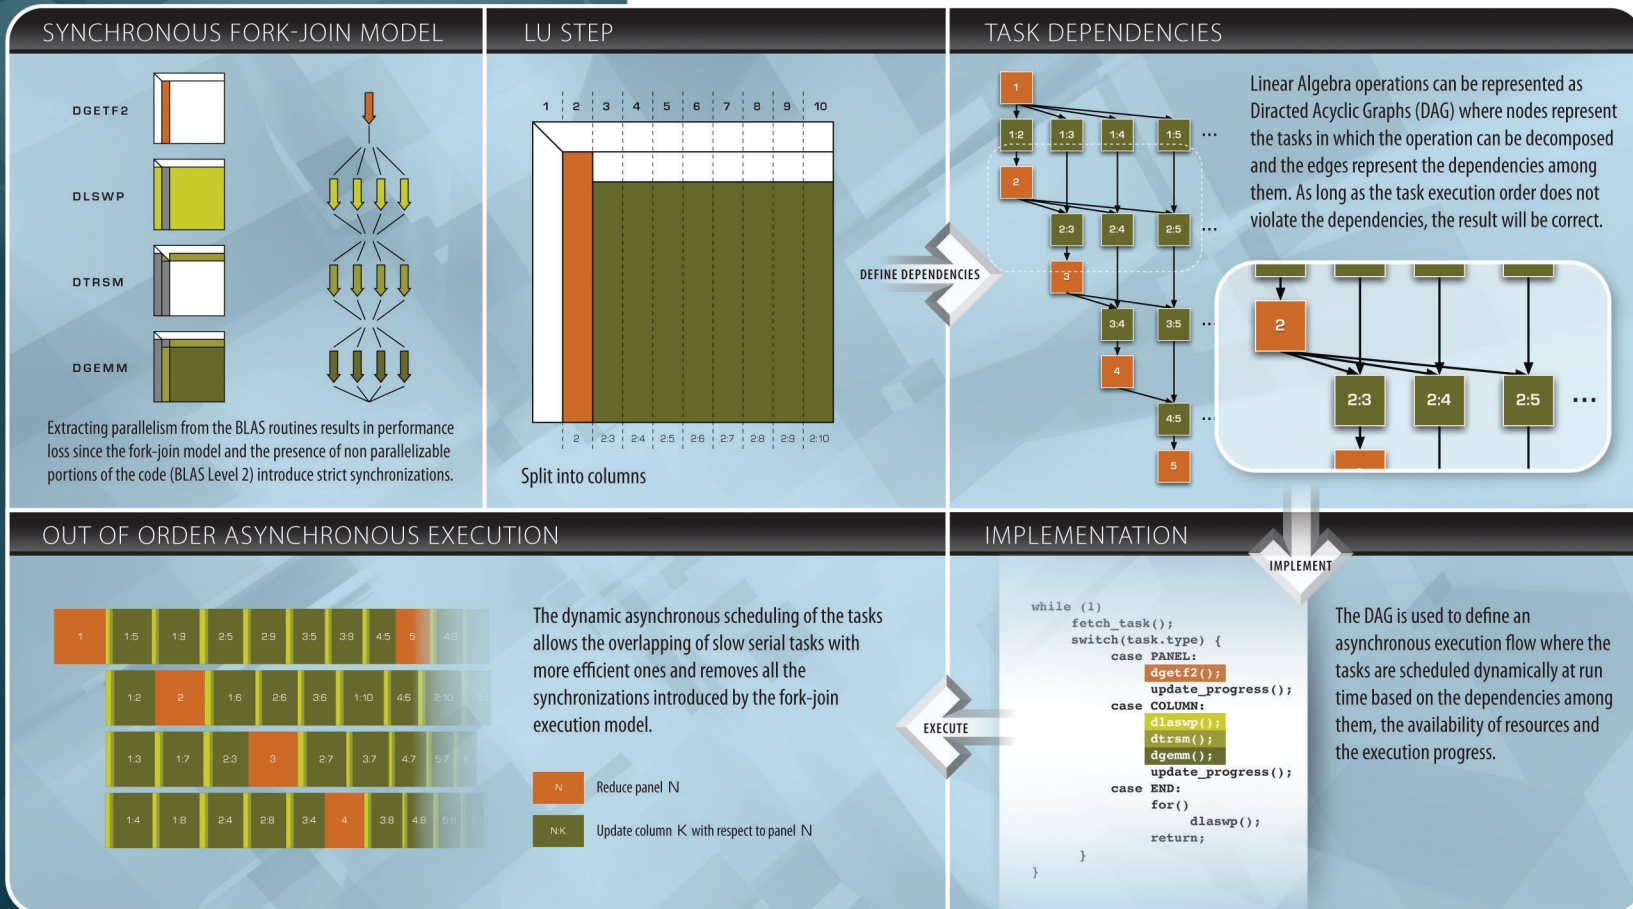 SYNCHRONOUS FORK-JOIN MODEL
DGETF2
DLSWP
DTRSM
DGEMM
Extracting parallelism from the BLAS routines results in performance
loss since the fork-join model and the presence of non parallelizable
portions of the code (BLAS Level 2) introduce strict synchronizations.
LU STEP
1 2 3 4 5 6 7 8 9 10
2 2:3 2:4 2:5 2:6 2:7 2:8 2:9 2:10
Split into columns
DEFINE DEPENDENCIES
TASK DEPENDENCIES
1
1:2 1:3 1:4 1:5 ...
2
2:3 2:4 2:5 ...
3
3:4 3:5 ...
4
4:5 ...
5
Linear Algebra operations can be represented as
Diracted Acyclic Graphs (DAG) where nodes represent
the tasks in which the operation can be decomposed
and the edges represent the dependencies among
them. As long as the task execution order does not
violate the dependencies, the result will be correct.
2
2:3 2:4 2:5 ...
IMPLEMENT
OUT OF ORDER ASYNCHRONOUS EXECUTION
1 1:5 1:9 2:5 2:9 3:5 3:9 4:5 5 4:9
1:2 2 1:6 2:6 3:6 1:10 4:6 2:10
1:3 1:7 2:3 3 2:7 3:7 4:7 5:7
1:4 1:8 2:4 2:8 3:4 4 3:8 4:8 5:8
The dynamic asynchronous scheduling of the tasks
allows the overlapping of slow serial tasks with
more efficient ones and removes all the
synchronizations introduced by the fork-join
execution model.
N Reduce panel N
N:K Update column K with respect to panel N
EXECUTE
IMPLEMENTATION
while (1)
fetch_task();
switch(task.type) {
case PANEL:
dgetf2();
update_progress();
case COLUMN:
dlaswp();
dtrsm();
dgemm();
update_progress();
case END:
for()
dlaswp();
return;
}
}
The DAG is used to define an
asynchronous execution flow where the
tasks are scheduled dynamically at run
time based on the dependencies among
them, the availability of resources and
the execution progress.